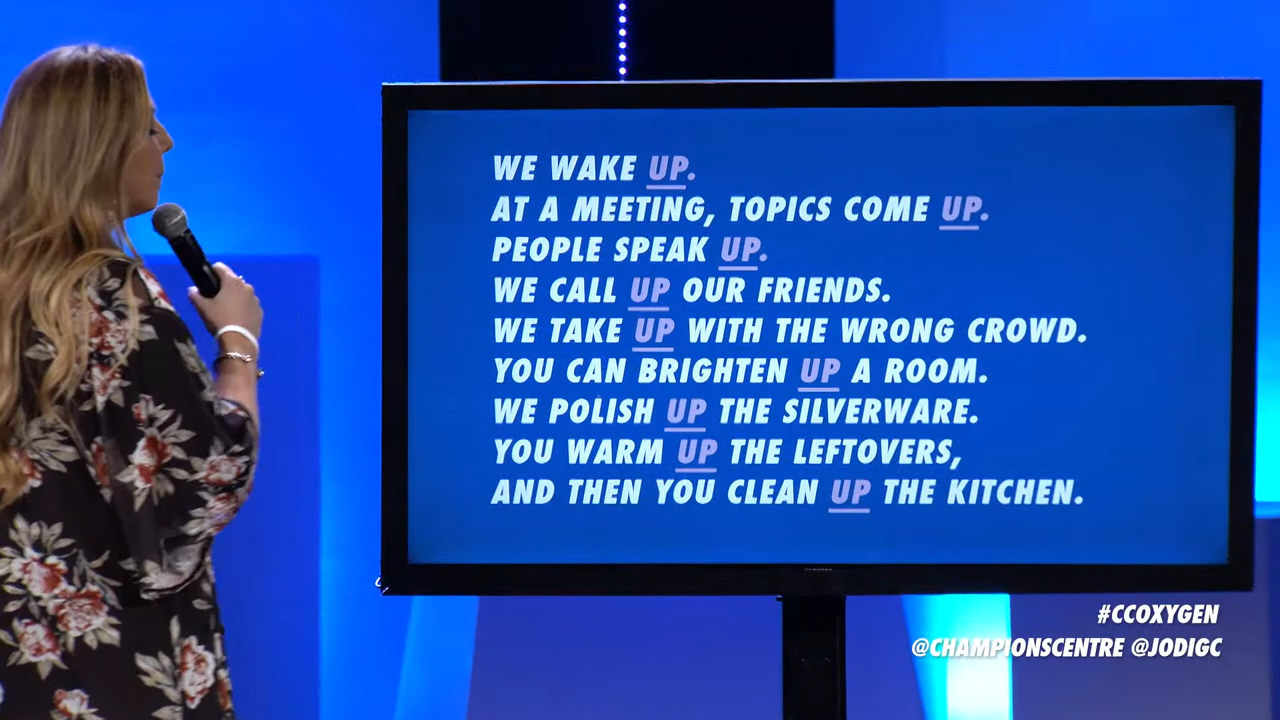 WE WAKE UP.
AT A MEETING, TOPICS COME UP.
PEOPLE SPEAK UP.
WE CALL UP OUR FRIENDS.
WE TAKE UP WITH THE WRONG CROWD.
YOU CAN BRIGHTEN UP A ROOM.
WE POLISH UP THE SILVERWARE.
YOU WARM UP THE LEFTOVERS,
AND THEN YOU CLEAN UP THE KITCHEN.
#CCOXYGEN
@CHAMPIONSCENTRE @JODIGC